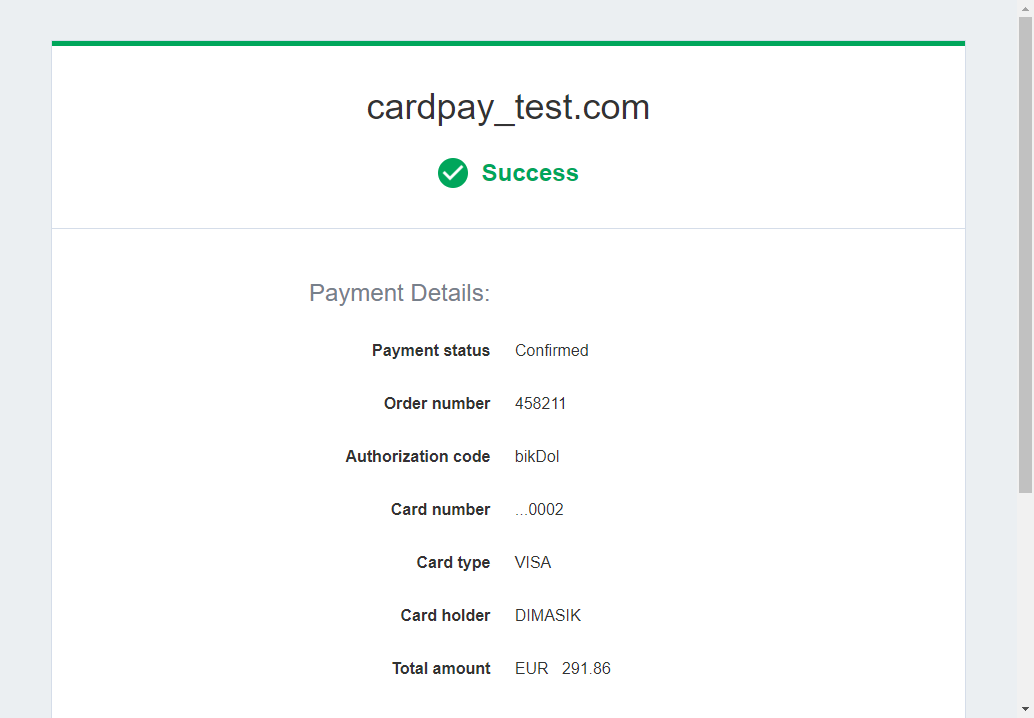 cardpay_test.com
Success
Payment Details:
Payment status Confirmed
Order number 458211
Authorization code bikDol
Card number ...0002
Card type VISA
Card holder DIMASIK
Total amount EUR 291.86